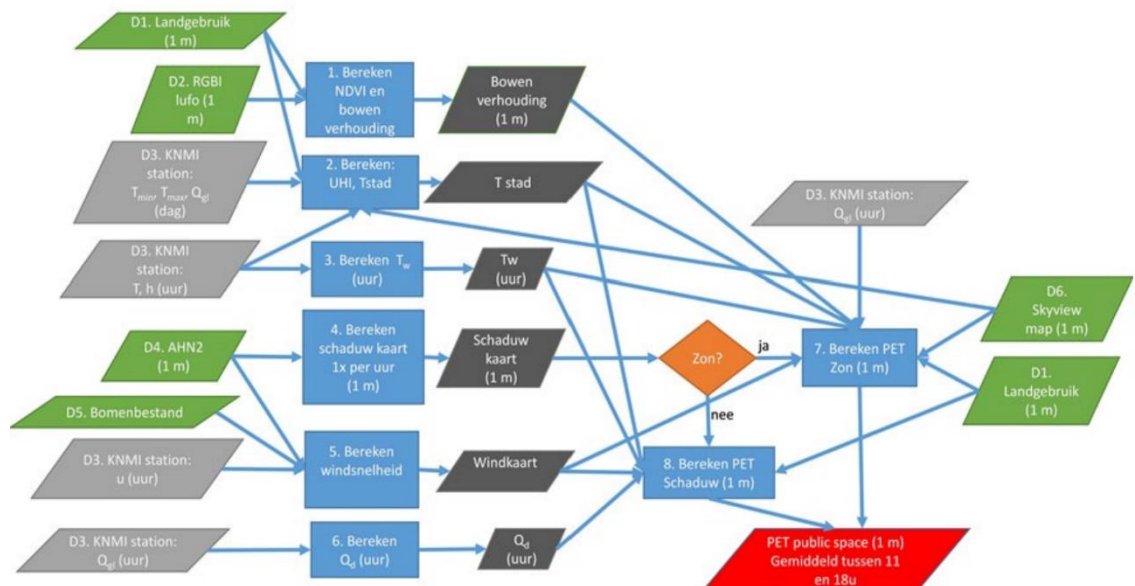 D1. Landgebruik
(1 m)
D2. RGBI
lufo (1
m)
1. Bereken
NDVI en
bowen
verhouding
Bowen
verhouding
(1 m)
D3. KNMI
station:
Tmin, Tmax, Qgl
(dag)
2. Bereken:
UHI, Tstad
T stad
D3. KNMI station:
Qgl (uur)
D3. KNMI
station:
T, h (uur)
3. Bereken Tw
(uur)
Tw
(uur)
D6.
Skyview
map (1 m)
D4. AHN2
(1 m)
4. Bereken
schaduw kaart
1x per uur
(1 m)
Schaduw
kaart
(1 m)
Zon?
ja
nee
7. Bereken PET
Zon (1 m)
D1.
Landgebruik
(1 m)
D5. Bomenbestand
D3. KNMI station:
u (uur)
5. Bereken
windsnelheid
Windkaart
8. Bereken PET
Schaduw (1 m)
D3. KNMI station:
Qgl (uur)
6. Bereken
Qd (uur)
Qd
(uur)
PET public space (1 m)
Gemiddeld tussen 11
en 18u